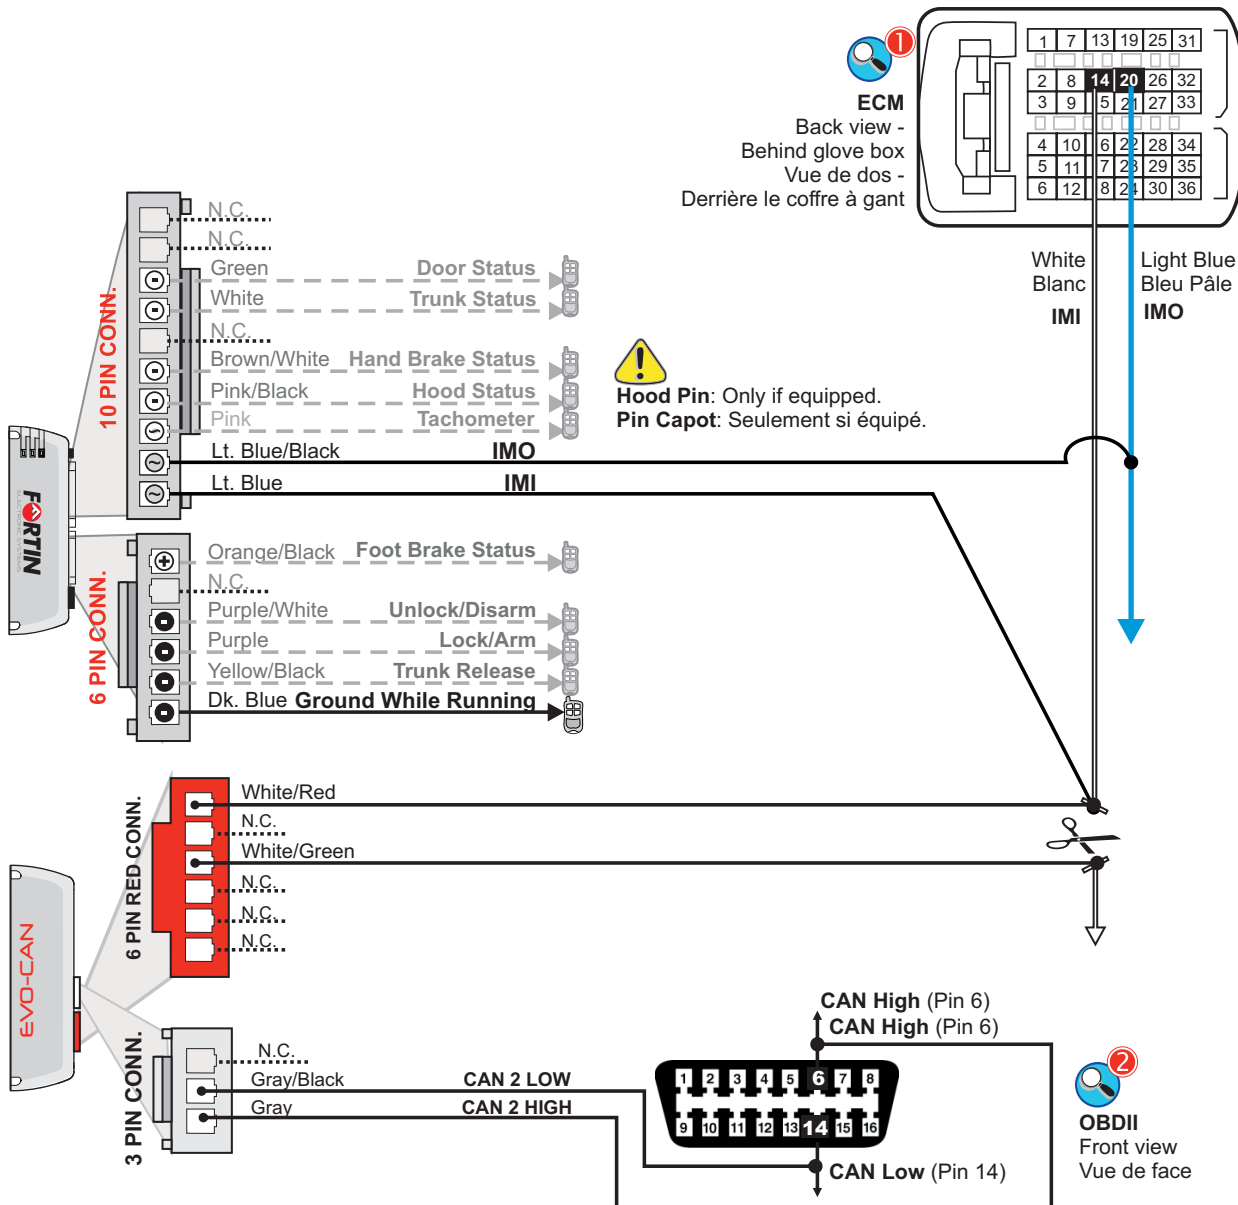 1
ECM
Back view -
Behind glove box
Vue de dos -
Derrière le coffre à gant
1 7 13 19 25 31
2 8 14 20 26 32
3 9 15 21 27 33
4 10 16 22 28 34
5 11 17 23 29 35
6 12 18 24 30 36
White
Blanc
IMI
Light Blue
Bleu Pâle
IMO
10 PIN CONN.
N.C.
N.C.
Green Door Status
White Trunk Status
N.C.
Brown/White Hand Brake Status
Pink/Black Hood Status
Pink Tachometer
Lt. Blue/Black IMO
Lt. Blue IMI
Hood Pin: Only if equipped.
Pin Capot: Seulement si équipé.
FORTIN
ELECTRONIC SYSTEMS
6 PIN CONN.
Orange/Black Foot Brake Status
N.C.
Purple/White Unlock/Disarm
Purple Lock/Arm
Yellow/Black Trunk Release
Dk. Blue Ground While Running
EVO-CAN
6 PIN RED CONN.
White/Red
N.C.
White/Green
N.C.
N.C.
N.C.
3 PIN CONN.
N.C.
Gray/Black CAN 2 LOW
Gray CAN 2 HIGH
CAN High (Pin 6)
CAN High (Pin 6)
1 2 3 4 5 6 7 8
9 10 11 12 13 14 15 16
CAN Low (Pin 14)
2
OBDII
Front view
Vue de face